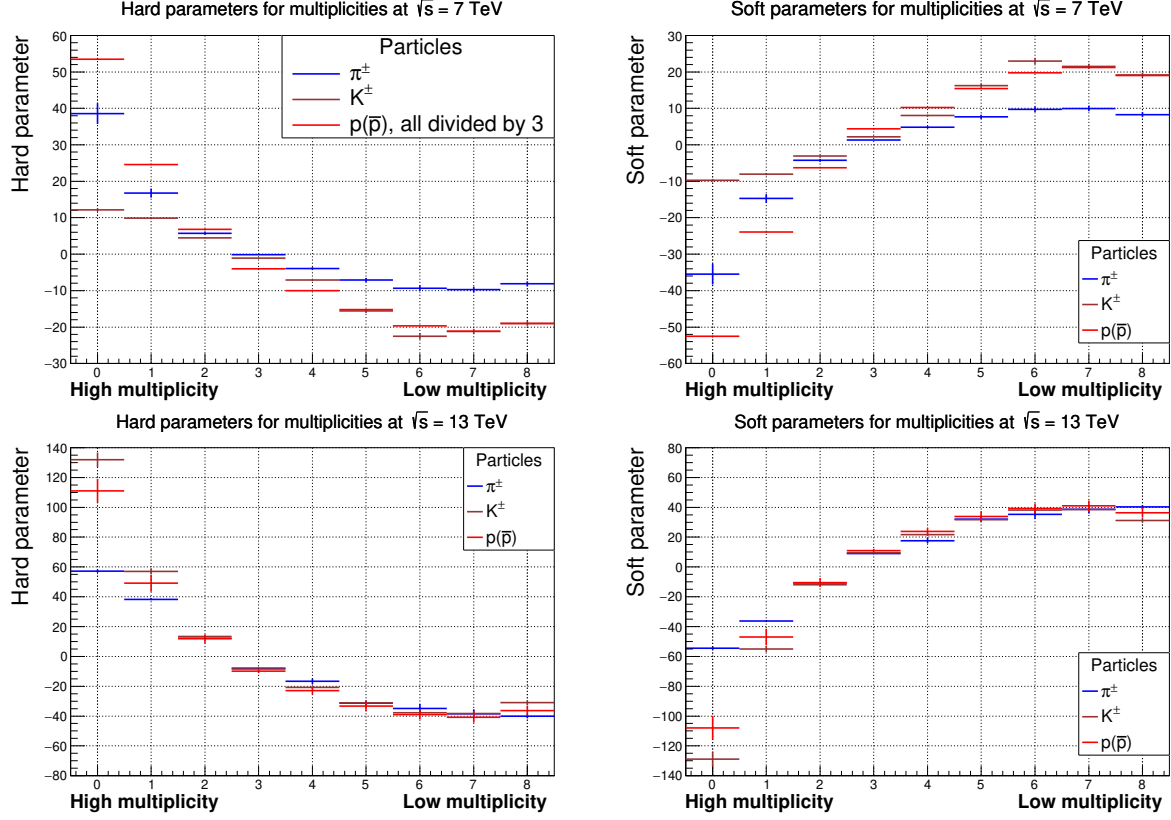 Hard parameters for multiplicities at √s = 7 TeV
Hard parameter
60
50
40
30
20
10
0
−10
−20
−30
Particles
π±
K±
p(p̅), all divided by 3
0 1 2 3 4 5 6 7 8
High multiplicity Low multiplicity
Soft parameters for multiplicities at √s = 7 TeV
Soft parameter
30
20
10
0
−10
−20
−30
−40
−50
−60
Particles
π±
K±
p(p̅)
0 1 2 3 4 5 6 7 8
High multiplicity Low multiplicity
Hard parameters for multiplicities at √s = 13 TeV
Hard parameter
140
120
100
80
60
40
20
0
−20
−40
−60
−80
Particles
π±
K±
p(p̅)
0 1 2 3 4 5 6 7 8
High multiplicity Low multiplicity
Soft parameters for multiplicities at √s = 13 TeV
Soft parameter
80
60
40
20
0
−20
−40
−60
−80
−100
−120
−140
Particles
π±
K±
p(p̅)
0 1 2 3 4 5 6 7 8
High multiplicity Low multiplicity